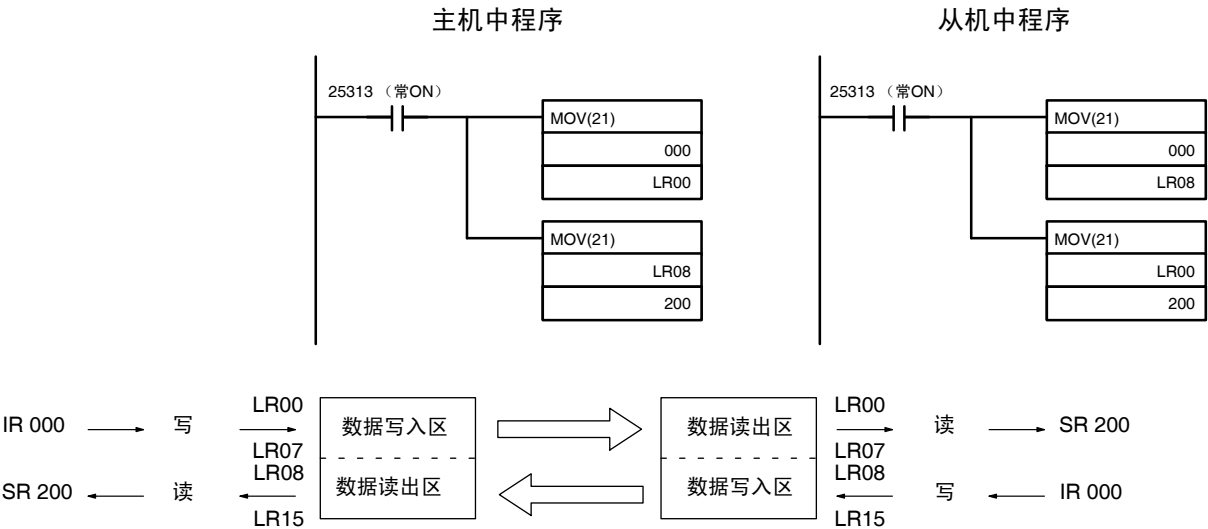 主机中程序
从机中程序
25313 （常ON）
MOV(21)
000
LR00
MOV(21)
LR08
200
25313 （常ON）
MOV(21)
000
LR08
MOV(21)
LR00
200
IR 000 写 LR00 数据写入区 数据读出区 LR00 读 SR 200
LR07 LR07
LR08 LR08
SR 200 读 数据读出区 数据写入区 写 IR 000
LR15 LR15